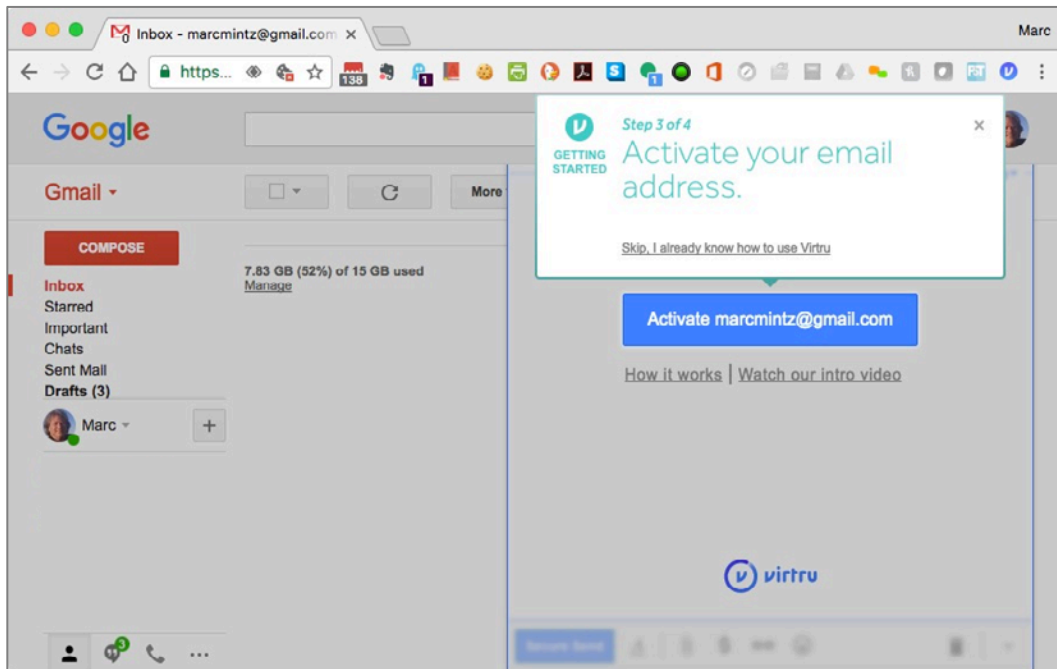 Inbox - marcmintz@gmail.com
Marc
https...
138
1
1
Google
Gmail
More
COMPOSE
Inbox
Starred
Important
Chats
Sent Mail
Drafts (3)
Marc
7.83 GB (52%) of 15 GB used
Manage
GETTING
STARTED
Step 3 of 4
Activate your email
address.
Skip, I already know how to use Virtru
Activate marcmintz@gmail.com
How it works | Watch our intro video
virtru
Secure Send
3